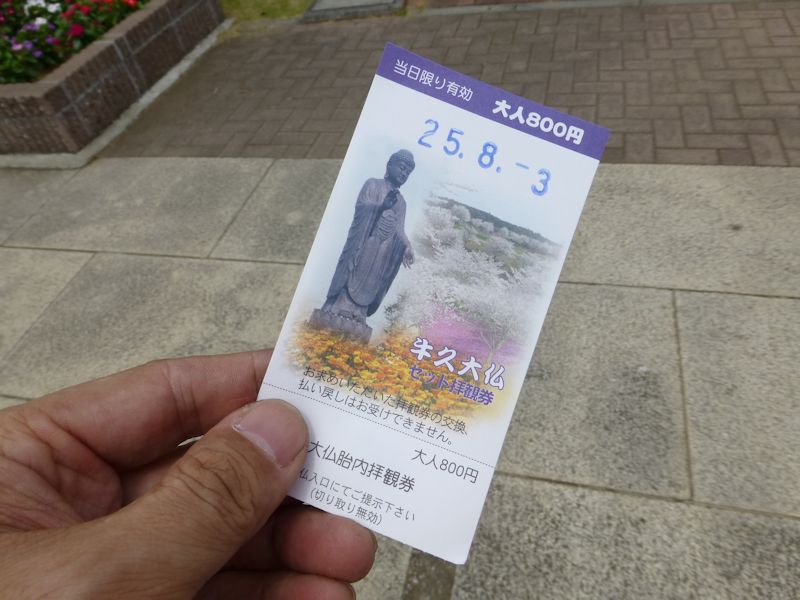 当日限り有効 大人800円
25.8.-3
牛久大仏
セット拝観券
お求めいただいた拝観券の交換、
払い戻しはお受けできません。
大仏胎内拝観券 大人800円
仏入口にてご提示下さい
(切り取り無効)